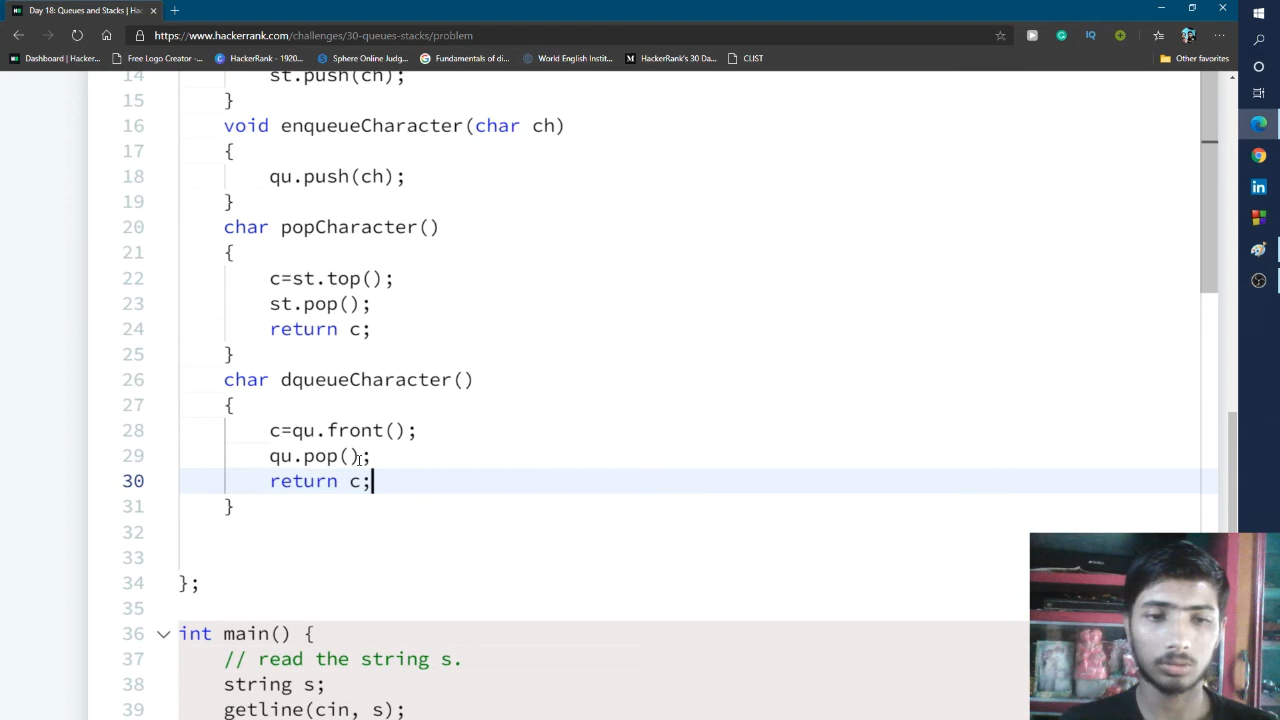 Day 18: Queues and Stacks | Hac
https://www.hackerrank.com/challenges/30-queues-stacks/problem
Dashboard | Hacker...
Free Logo Creator -...
HackerRank - 1920...
Sphere Online Judg...
Fundamentals of di...
World English Instit...
HackerRank's 30 Da...
CLIST
Other favorites
14 st.push(ch);
15 }
16 void enqueueCharacter(char ch)
17 {
18 qu.push(ch);
19 }
20 char popCharacter()
21 {
22 c=st.top();
23 st.pop();
24 return c;
25 }
26 char dqueueCharacter()
27 {
28 c=qu.front();
29 qu.pop();
30 return c;
31 }
32
33
34 };
35
36 int main() {
37 // read the string s.
38 string s;
39 getline(cin, s);